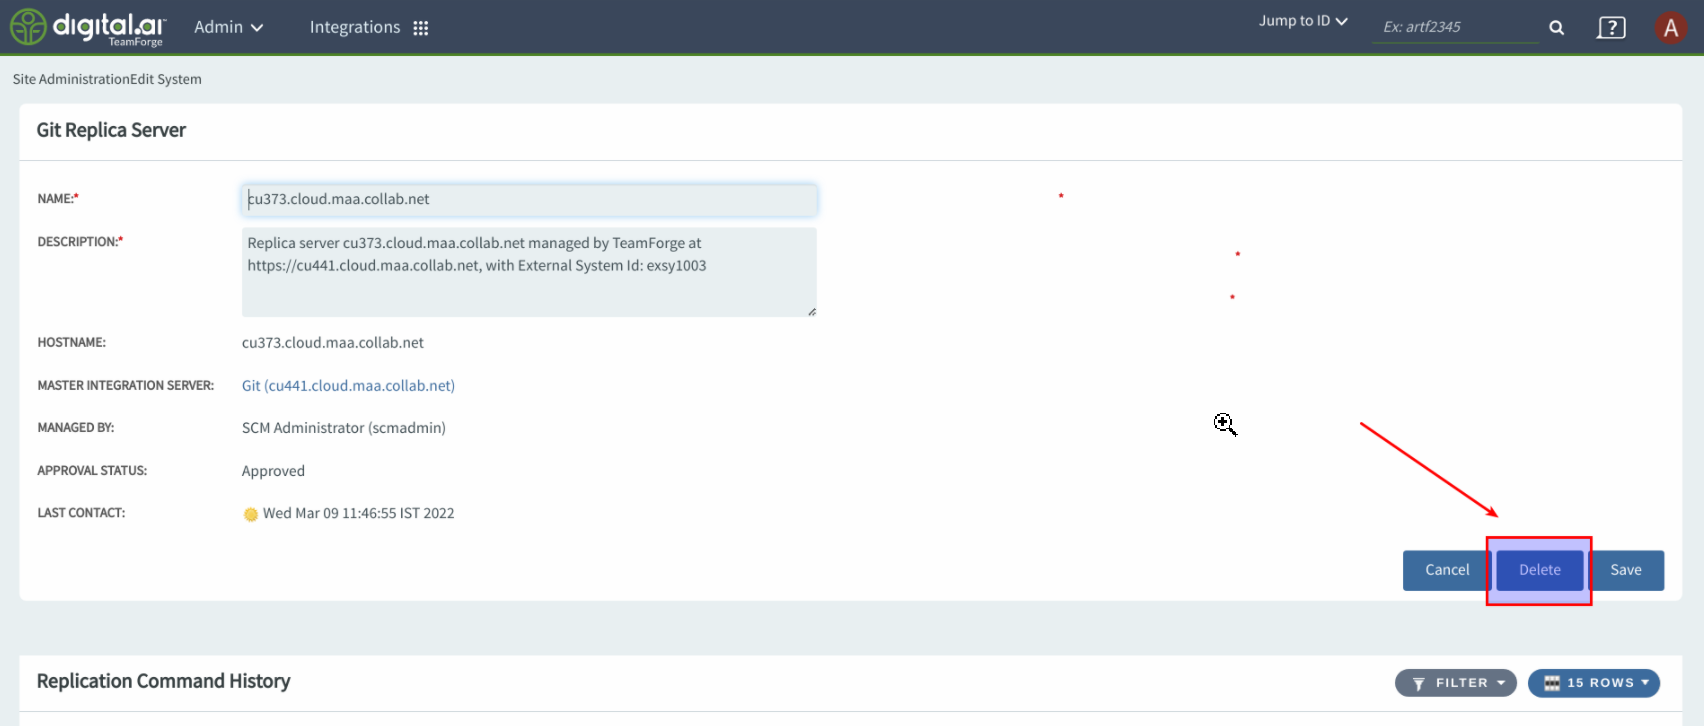 digital.ai
TeamForge
Admin
Integrations
Jump to ID
Ex: artf2345
?
A
Site AdministrationEdit System
Git Replica Server
NAME:*
cu373.cloud.maa.collab.net
*
DESCRIPTION:*
Replica server cu373.cloud.maa.collab.net managed by TeamForge at
https://cu441.cloud.maa.collab.net, with External System Id: exsy1003
*
*
HOSTNAME:
cu373.cloud.maa.collab.net
MASTER INTEGRATION SERVER:
Git (cu441.cloud.maa.collab.net)
MANAGED BY:
SCM Administrator (scmadmin)
APPROVAL STATUS:
Approved
LAST CONTACT:
Wed Mar 09 11:46:55 IST 2022
Cancel
Delete
Save
Replication Command History
FILTER
15 ROWS